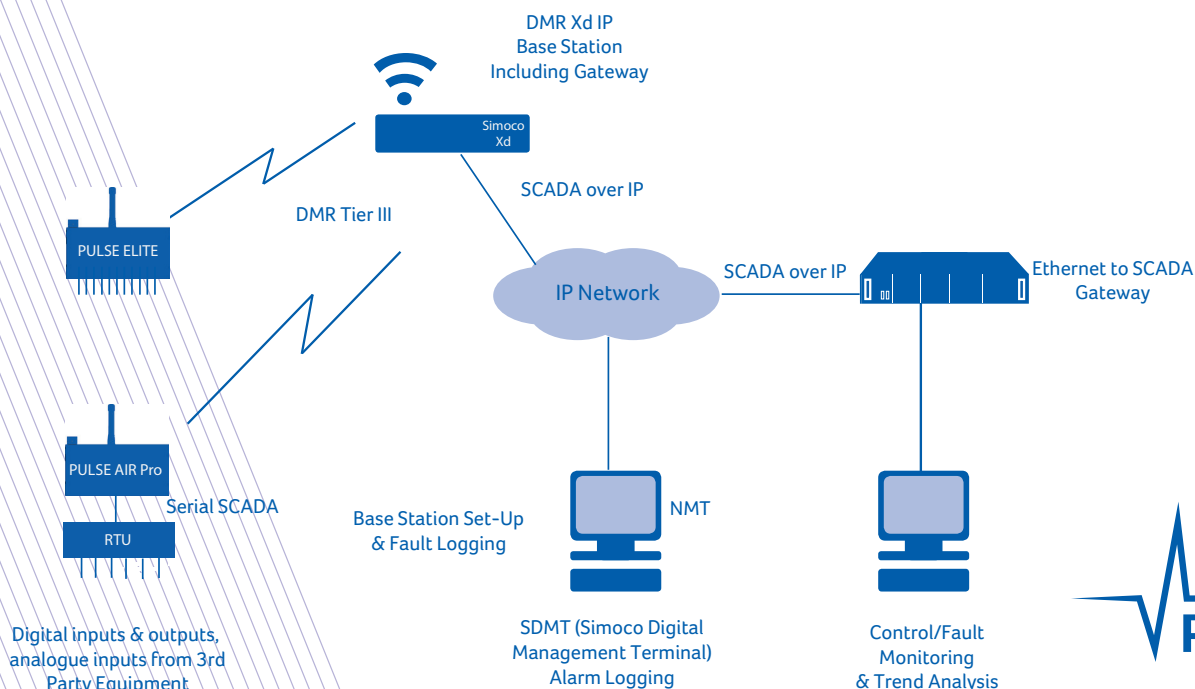 DMR Xd IP
Base Station
Including Gateway
Simoco
Xd
SCADA over IP
DMR Tier III
PULSE ELITE
IP Network
SCADA over IP
Ethernet to SCADA
Gateway
PULSE AIR Pro
Serial SCADA
RTU
Base Station Set-Up
& Fault Logging
NMT
Digital inputs & outputs,
analogue inputs from 3rd
Party Equipment
SDMT (Simoco Digital
Management Terminal)
Alarm Logging
Control/Fault
Monitoring
& Trend Analysis